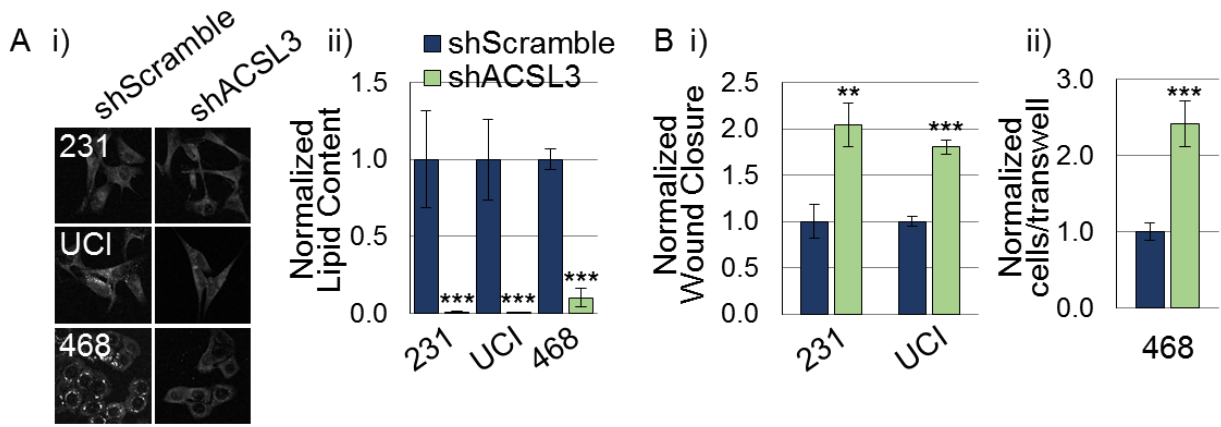 A i)
shScramble
shACSL3
231
UCI
468
ii)
shScramble
shACSL3
Normalized
Lipid Content
1.5
1.0
0.5
0.0
*** *** ***
231 UCI 468
B i)
Normalized
Wound Closure
2.5
2.0
1.5
1.0
0.5
0.0
** ***
231 UCI
ii)
Normalized
cells/transwell
3.0
2.0
1.0
0.0
***
468